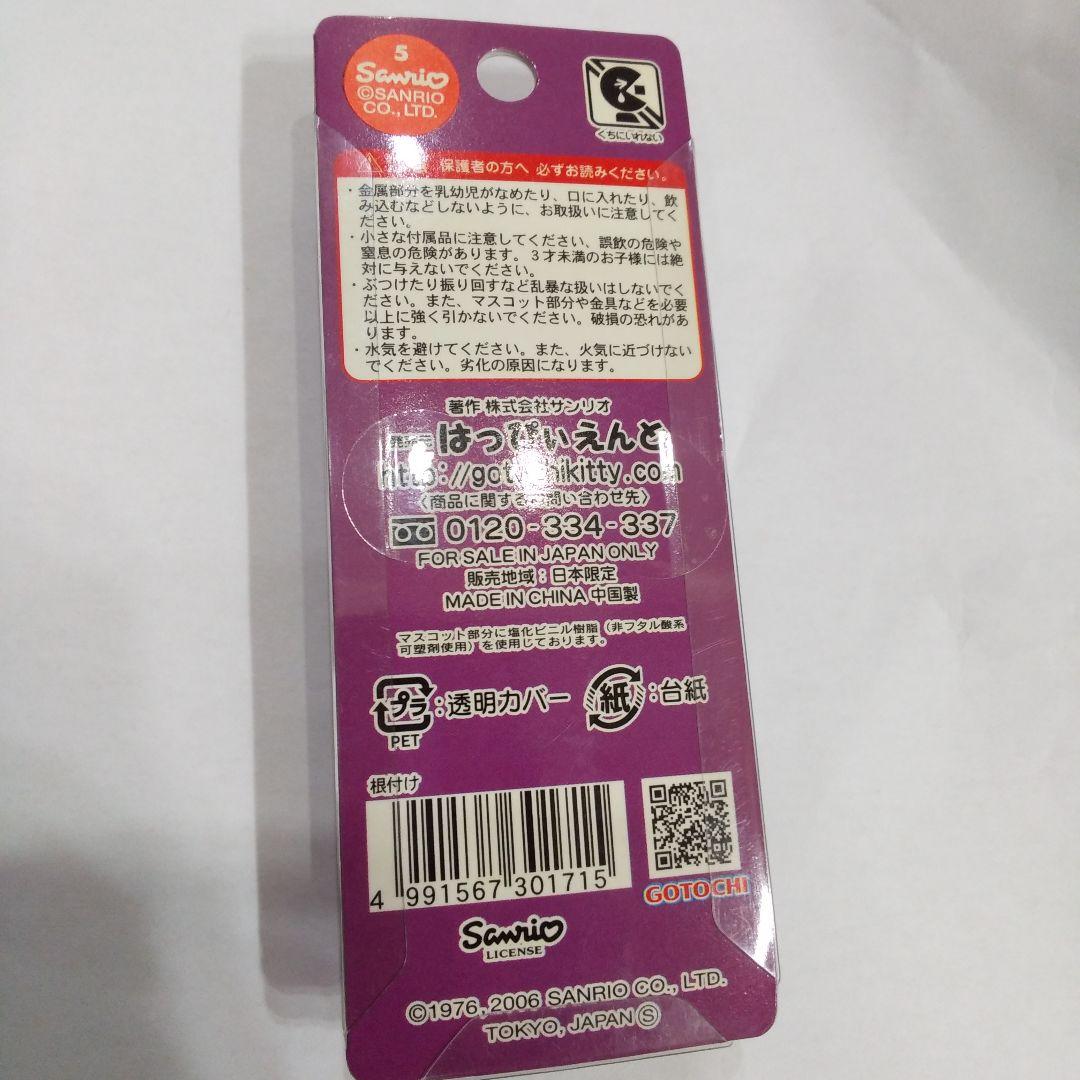 5
Sanrio
©SANRIO
CO., LTD.
くちにいれない
保護者の方へ 必ずお読みください。
・金属部分を乳幼児がなめたり、口に入れたり、飲
み込むなどしないように、お取扱いに注意してく
ださい。
・小さな付属品に注意してください、誤飲の危険や
窒息の危険があります。3才未満のお子様には絶
対に与えないでください。
・ぶつけたり振り回すなど乱暴な扱いはしないでく
ださい。また、マスコット部分や金具などを必要
以上に強く引かないでください。破損の恐れがあ
ります。
・水気を避けてください。また、火気に近づけない
でください。劣化の原因になります。
著作 株式会社サンリオ
はっぴぃえんど
〈商品に関するお問い合わせ先〉
0120-334-337
FOR SALE IN JAPAN ONLY
販売地域:日本限定
MADE IN CHINA 中国製
マスコット部分に塩化ビニル樹脂(非フタル酸系
可塑剤使用)を使用しております。
プラ:透明カバー 紙:台紙
PET
根付け
4 991567 301715
GOTOCHI
Sanrio
LICENSE
©1976, 2006 SANRIO CO., LTD.
TOKYO, JAPAN Ⓢ